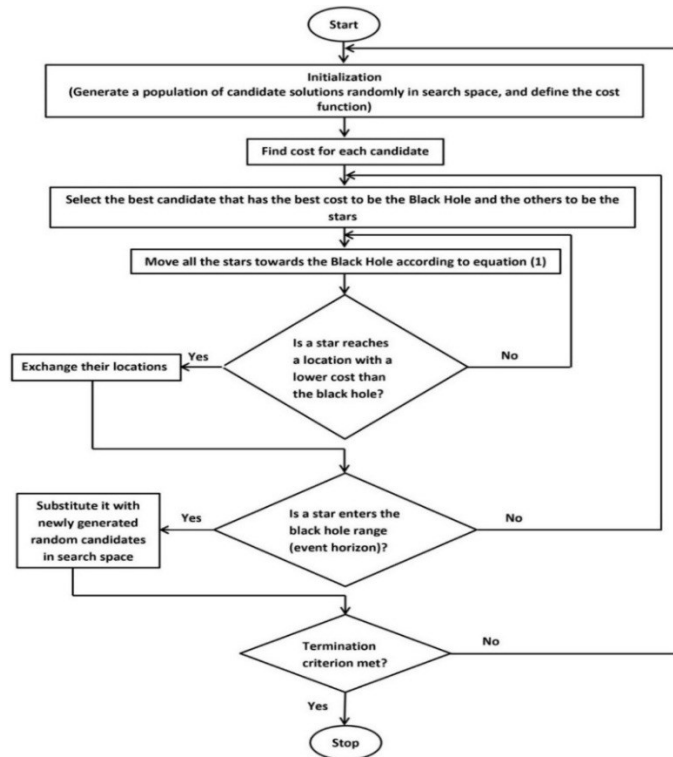 Start
Initialization
(Generate a population of candidate solutions randomly in search space, and define the cost
function)
Find cost for each candidate
Select the best candidate that has the best cost to be the Black Hole and the others to be the
stars
Move all the stars towards the Black Hole according to equation (1)
Is a star reaches
a location with a
lower cost than
the black hole?
Yes
No
Exchange their locations
Is a star enters the
black hole range
(event horizon)?
Yes
No
Substitute it with
newly generated
random candidates
in search space
Termination
criterion met?
No
Yes
Stop